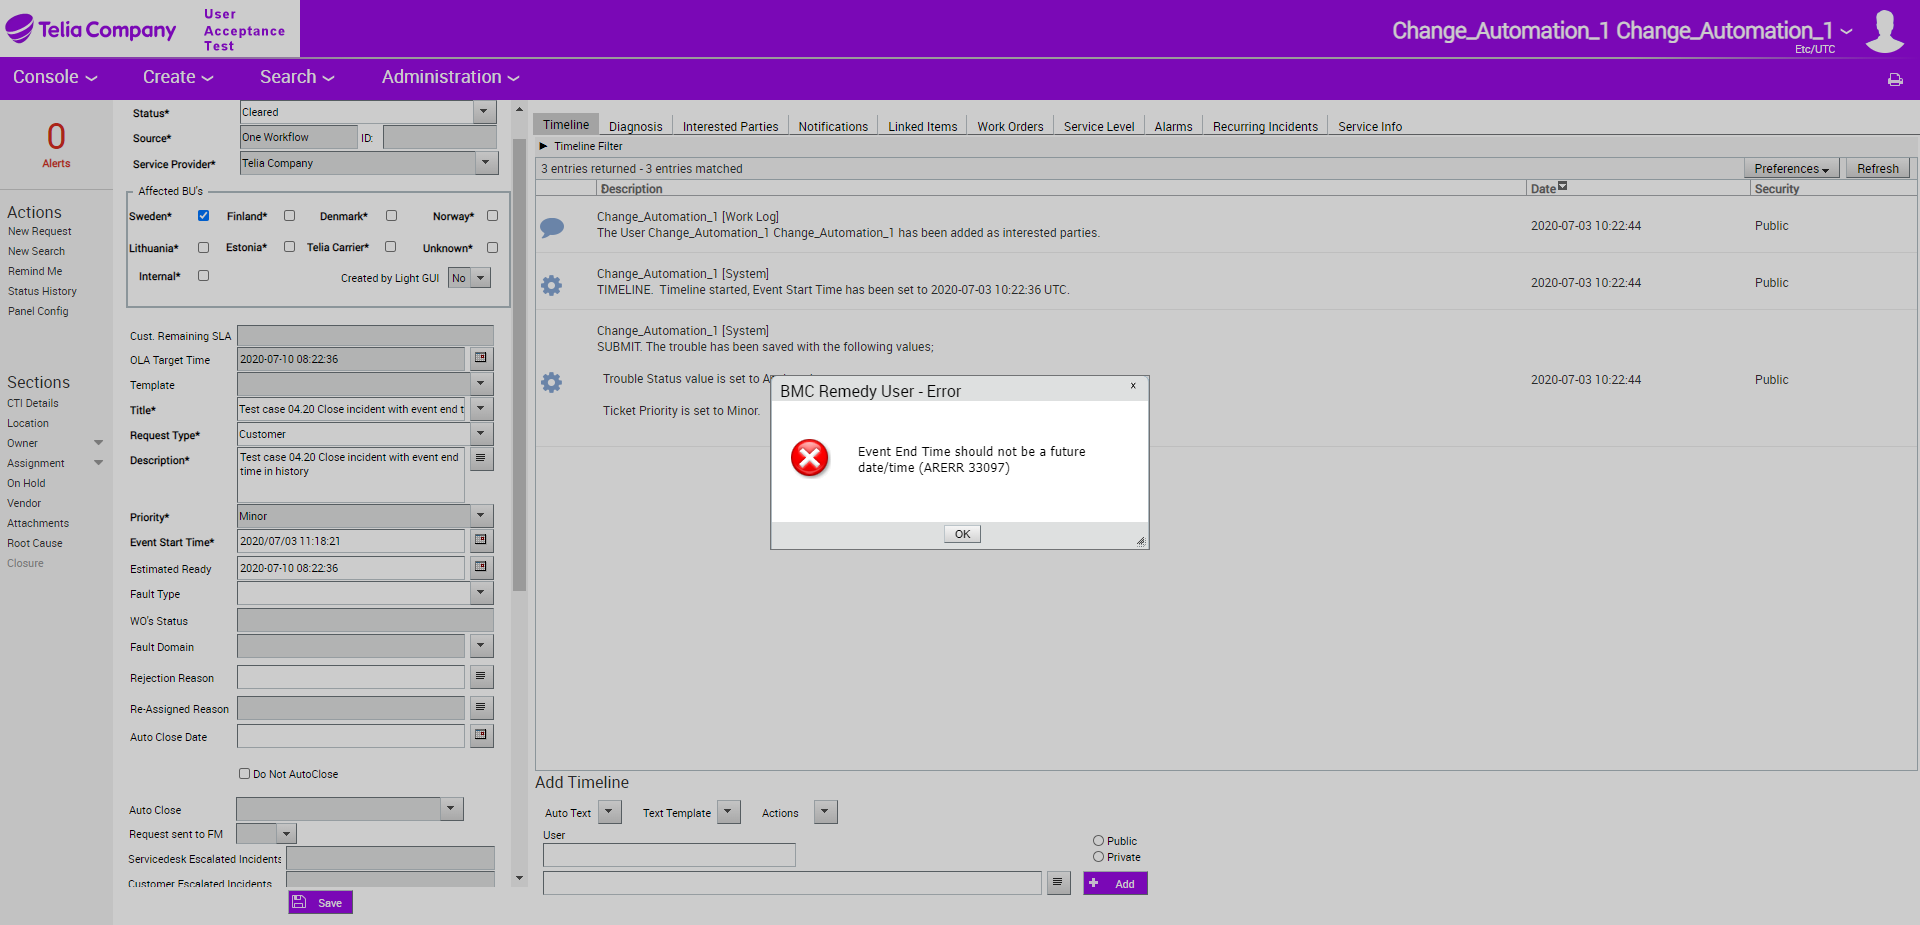 Telia Company
User
Acceptance
Test
Change_Automation_1 Change_Automation_1
Etc/UTC
Console
Create
Search
Administration
0
Alerts
Actions
New Request
New Search
Remind Me
Status History
Panel Config
Sections
CTI Details
Location
Owner
Assignment
On Hold
Vendor
Attachments
Root Cause
Closure
Status* Cleared
Source* One Workflow ID:
Service Provider* Telia Company
Affected BU's
Sweden* Finland* Denmark* Norway*
Lithuania* Estonia* Telia Carrier* Unknown*
Internal* Created by Light GUI No
Cust. Remaining SLA
OLA Target Time 2020-07-10 08:22:36
Template
Title* Test case 04.20 Close incident with event end t
Request Type* Customer
Description* Test case 04.20 Close incident with event end
time in history
Priority* Minor
Event Start Time* 2020/07/03 11:18:21
Estimated Ready 2020-07-10 08:22:36
Fault Type
WO's Status
Fault Domain
Rejection Reason
Re-Assigned Reason
Auto Close Date
Do Not AutoClose
Auto Close
Request sent to FM
Servicedesk Escalated Incidents
Customer Escalated Incidents
Save
Timeline Diagnosis Interested Parties Notifications Linked Items Work Orders Service Level Alarms Recurring Incidents Service Info
Timeline Filter
3 entries returned - 3 entries matched Preferences Refresh
Description Date Security
Change_Automation_1 [Work Log]
The User Change_Automation_1 Change_Automation_1 has been added as interested parties. 2020-07-03 10:22:44 Public
Change_Automation_1 [System]
TIMELINE. Timeline started, Event Start Time has been set to 2020-07-03 10:22:36 UTC. 2020-07-03 10:22:44 Public
Change_Automation_1 [System]
SUBMIT. The trouble has been saved with the following values;
Trouble Status value is set to 2020-07-03 10:22:44 Public
Ticket Priority is set to Minor.
BMC Remedy User - Error x
Event End Time should not be a future
date/time (ARERR 33097)
OK
Add Timeline
Auto Text Text Template Actions
User
Public
Private
Add